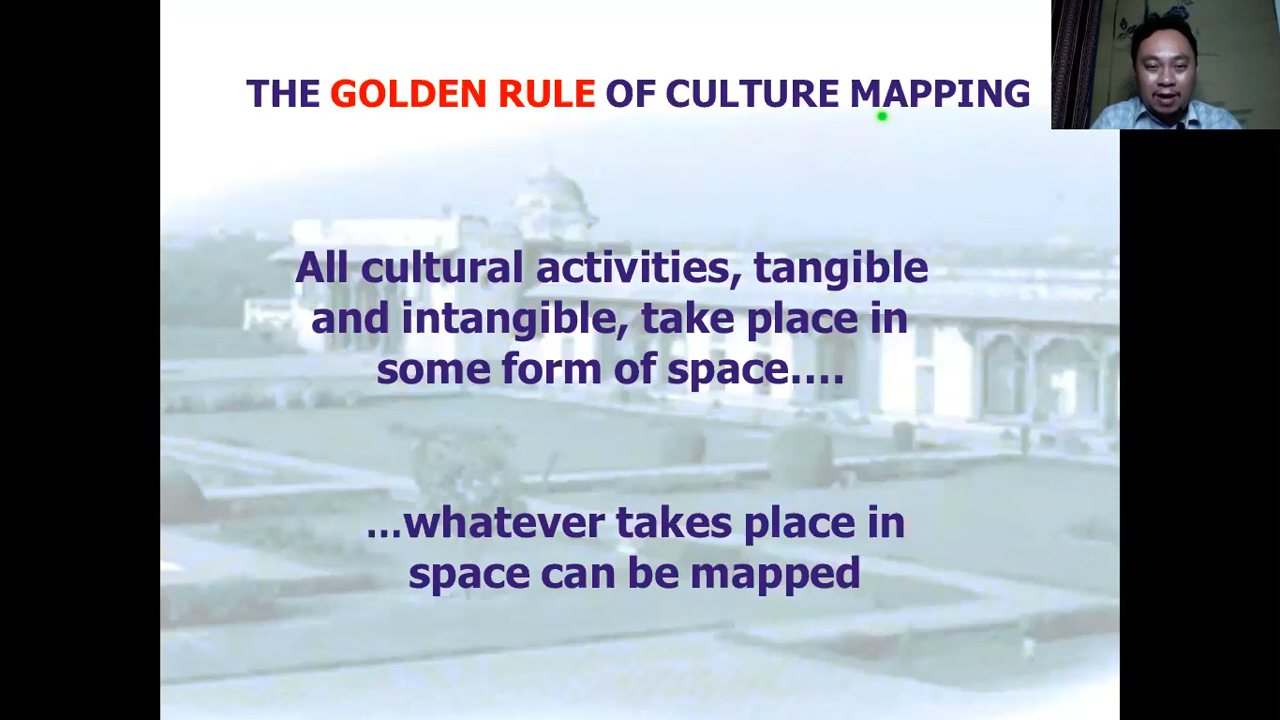 THE GOLDEN RULE OF CULTURE MAPPING
All cultural activities, tangible
and intangible, take place in
some form of space....
...whatever takes place in
space can be mapped